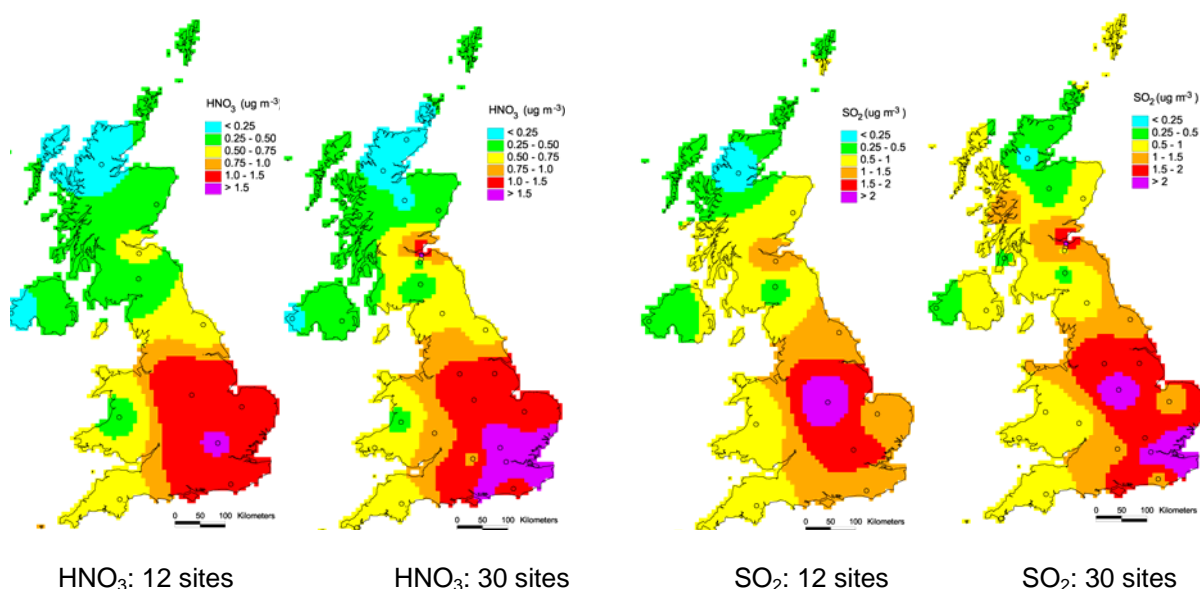 HNO₃ (ug m⁻³)
< 0.25
0.25 - 0.50
0.50 - 0.75
0.75 - 1.0
1.0 - 1.5
> 1.5
0 50 100 Kilometers
HNO₃: 12 sites
HNO₃ (ug m⁻³)
< 0.25
0.25 - 0.50
0.50 - 0.75
0.75 - 1.0
1.0 - 1.5
> 1.5
0 50 100 Kilometers
HNO₃: 30 sites
SO₂ (ug m⁻³)
< 0.25
0.25 - 0.5
0.5 - 1
1 - 1.5
1.5 - 2
> 2
0 50 100 Kilometers
SO₂: 12 sites
SO₂ (ug m⁻³)
< 0.25
0.25 - 0.5
0.5 - 1
1 - 1.5
1.5 - 2
> 2
0 50 100 Kilometers
SO₂: 30 sites